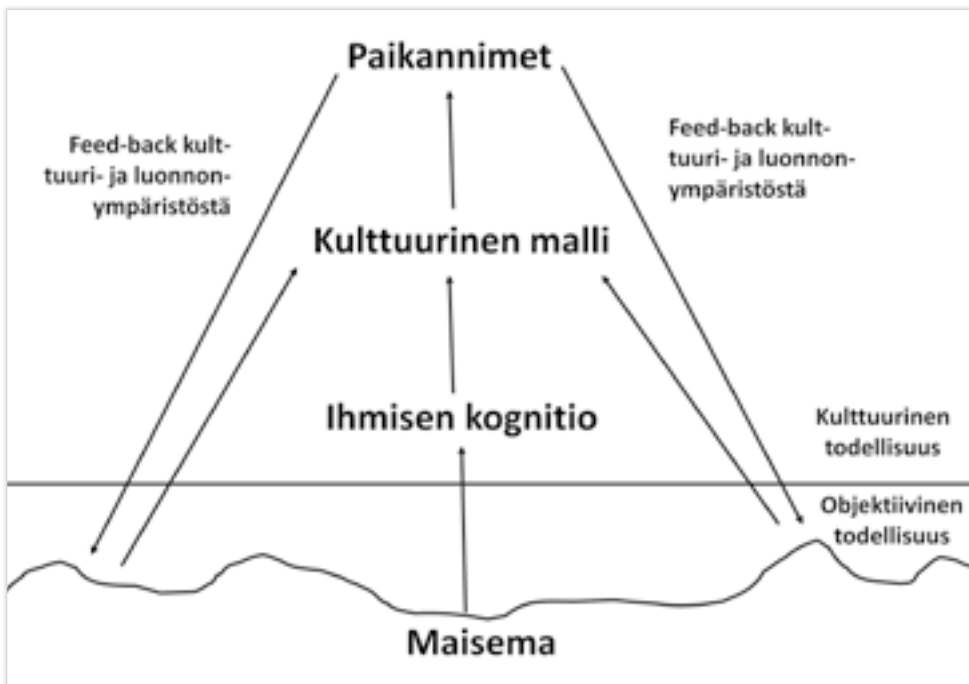 Paikannimet
Feed-back kult-
tuuri- ja luonnon-
ympäristöstä
Feed-back kult-
tuuri- ja luonnon-
ympäristöstä
Kulttuurinen malli
Ihmisen kognitio
Kulttuurinen
todellisuus
Objektiivinen
todellisuus
Maisema